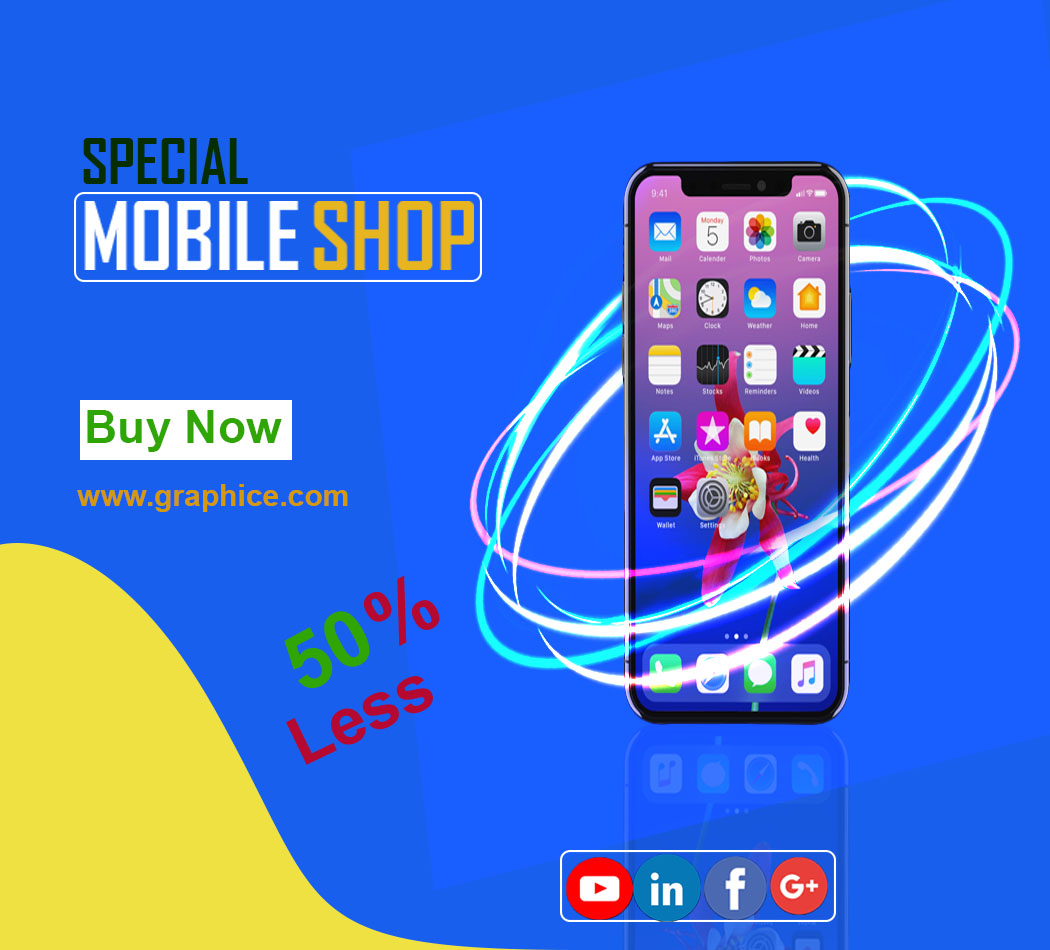 SPECIAL
MOBILE SHOP
Buy Now
www.graphice.com
50%
Less
9:41
Monday
5
Mail
Calender
Photos
Camera
Maps
Clock
Weather
Home
Notes
Stocks
Reminders
Videos
App Store
Health
Wallet
in
f
G+